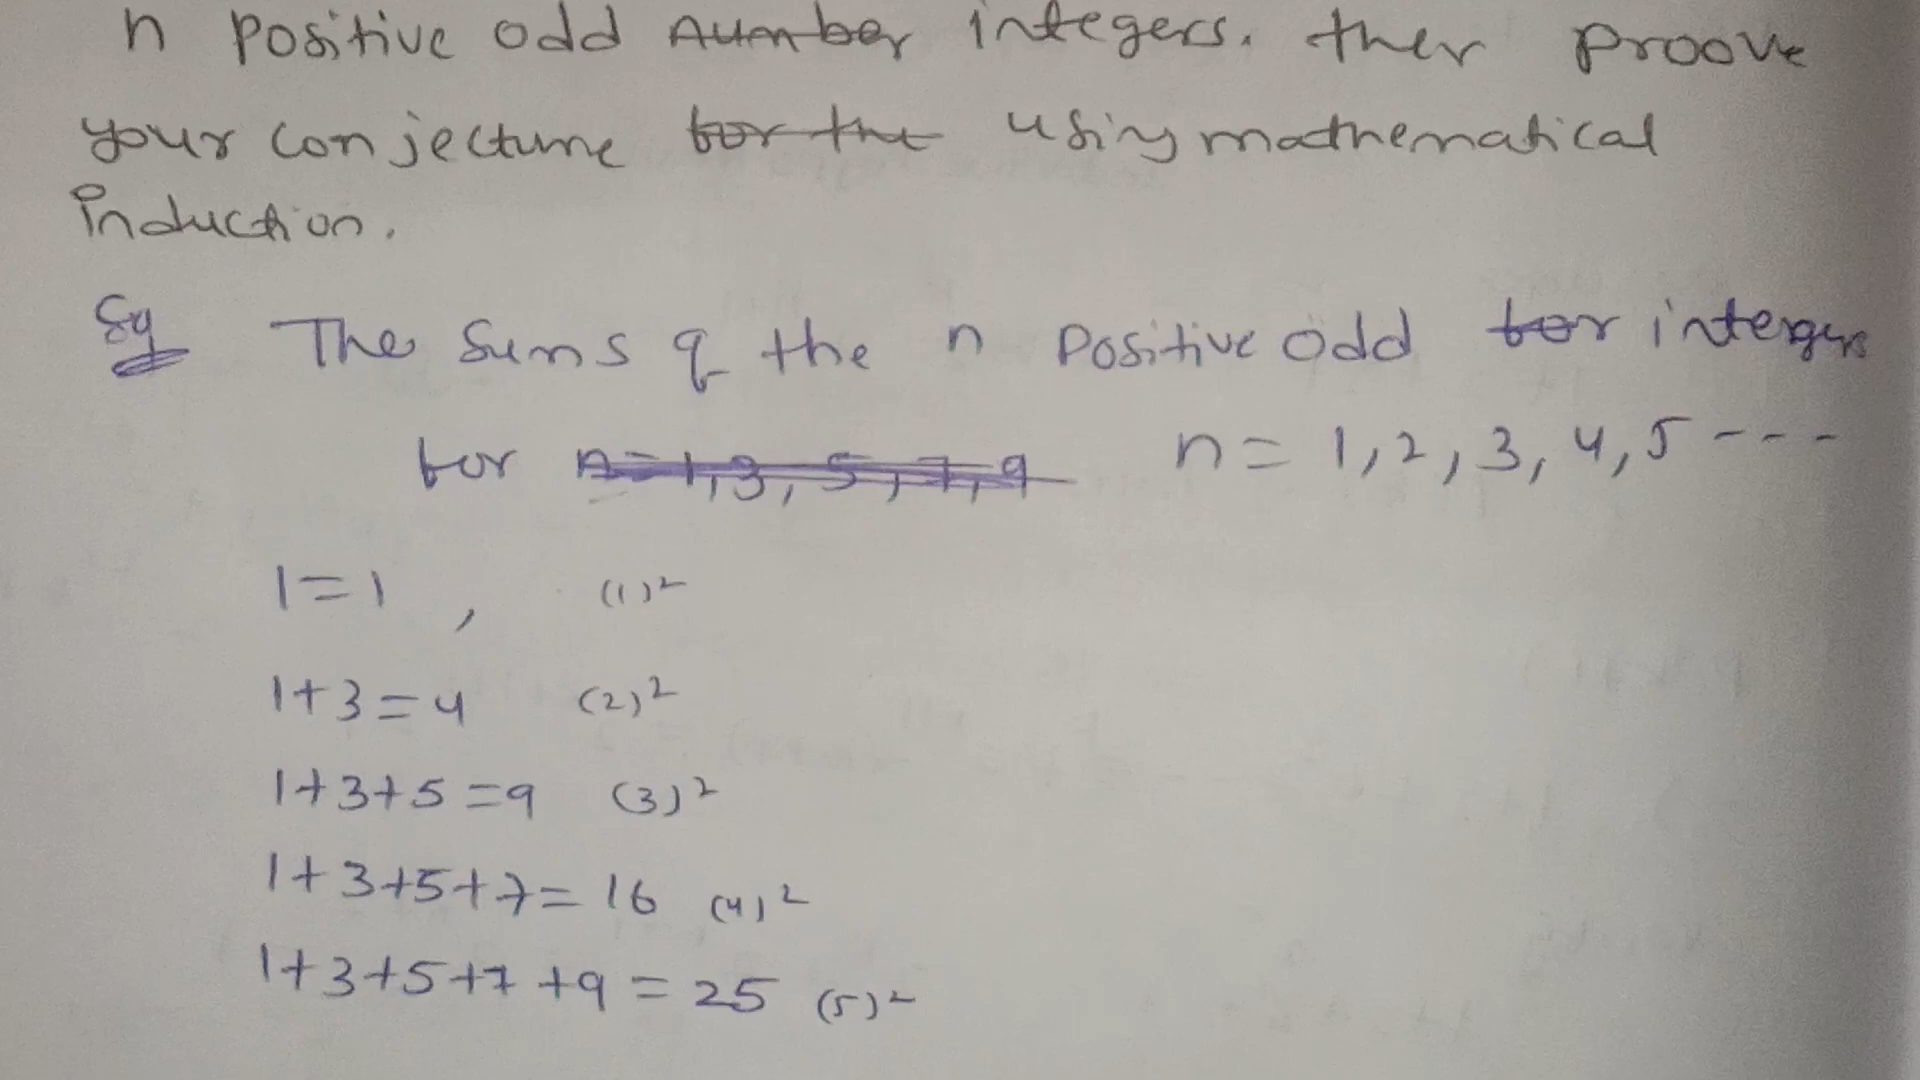 n positive odd number integers. then proove
your conjecture for the using mathematical
induction.
The sums of the n positive odd for intergers
for n=1,3,5,7,9 n=1,2,3,4,5---
1=1, (1)²
1+3=4 (2)²
1+3+5=9 (3)²
1+3+5+7=16 (4)²
1+3+5+7+9=25 (5)²